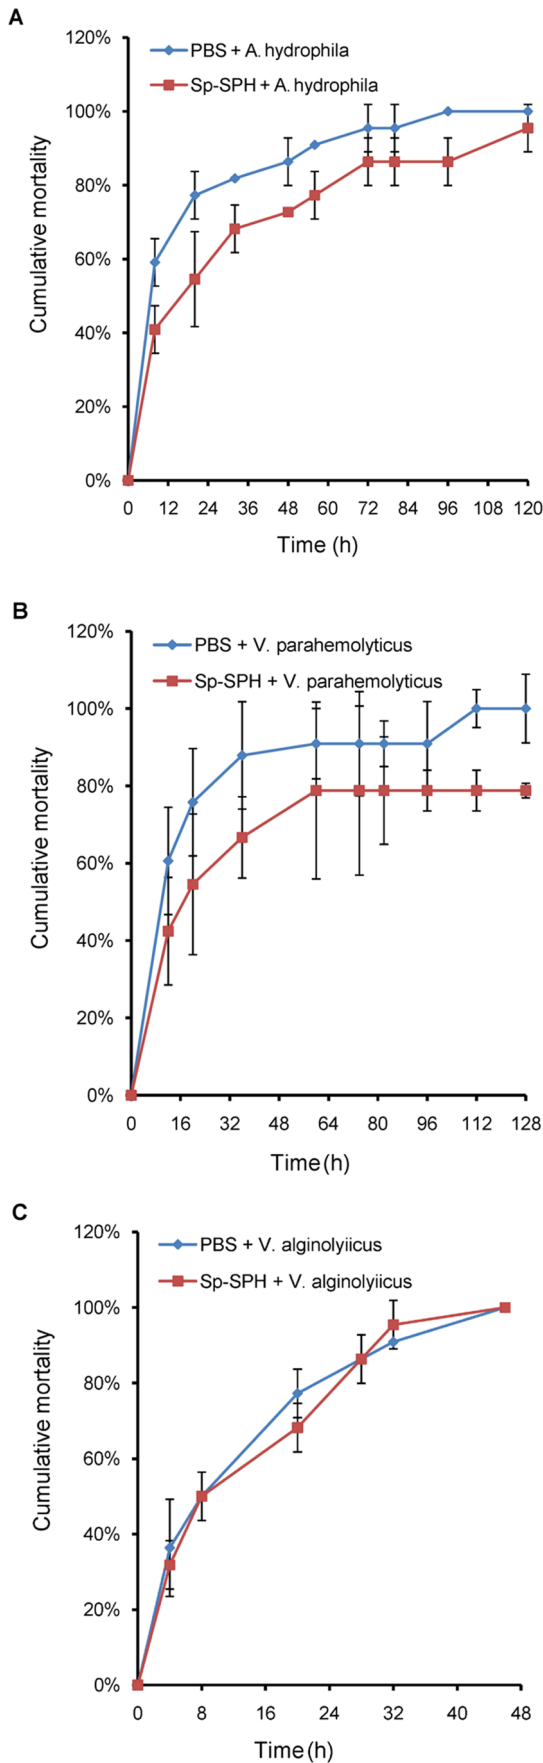 A
120%
PBS + A. hydrophila
Sp-SPH + A. hydrophila
100%
80%
60%
40%
20%
0%
Cumulative mortality
0 12 24 36 48 60 72 84 96 108 120
Time (h)
B
120%
PBS + V. parahemolyticus
Sp-SPH + V. parahemolyticus
100%
80%
60%
40%
20%
0%
Cumulative mortality
0 16 32 48 64 80 96 112 128
Time (h)
C
120%
PBS + V. alginolyiicus
Sp-SPH + V. alginolyiicus
100%
80%
60%
40%
20%
0%
Cumulative mortality
0 8 16 24 32 40 48
Time (h)